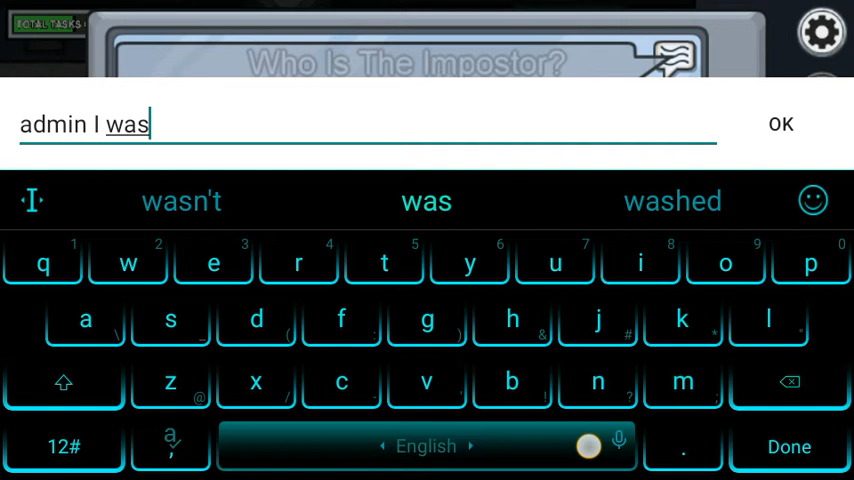 TOTAL TASKS
Who Is The Impostor?
admin I was
OK
wasn't was washed
q 1 w 2 e 3 r 4 t 5 y 6 u 7 i 8 o 9 p 0
a \ s _ d ( f : g ) h & j # k * l "
z @ x / c - v ' b ! n ? m ;
12# a , English . Done